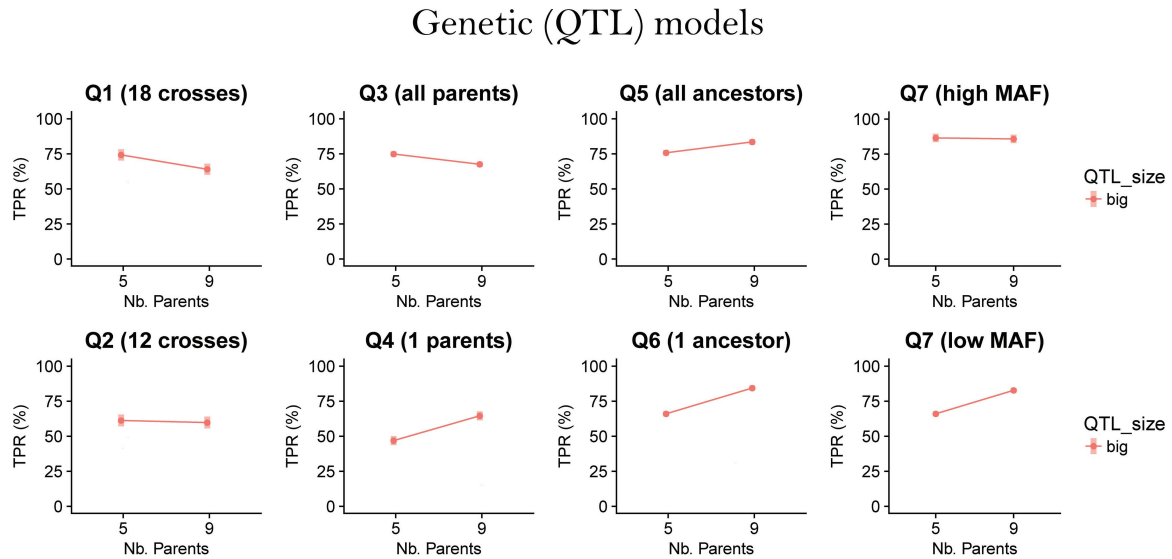 Genetic (QTL) models
Q1 (18 crosses)
100
75
50
25
0
TPR (%)
5 9
Nb. Parents
Q3 (all parents)
100
75
50
25
0
TPR (%)
5 9
Nb. Parents
Q5 (all ancestors)
100
75
50
25
0
TPR (%)
5 9
Nb. Parents
Q7 (high MAF)
100
75
50
25
0
TPR (%)
5 9
Nb. Parents
QTL_size
big
Q2 (12 crosses)
100
75
50
25
0
TPR (%)
5 9
Nb. Parents
Q4 (1 parents)
100
75
50
25
0
TPR (%)
5 9
Nb. Parents
Q6 (1 ancestor)
100
75
50
25
0
TPR (%)
5 9
Nb. Parents
Q7 (low MAF)
100
75
50
25
0
TPR (%)
5 9
Nb. Parents
QTL_size
big